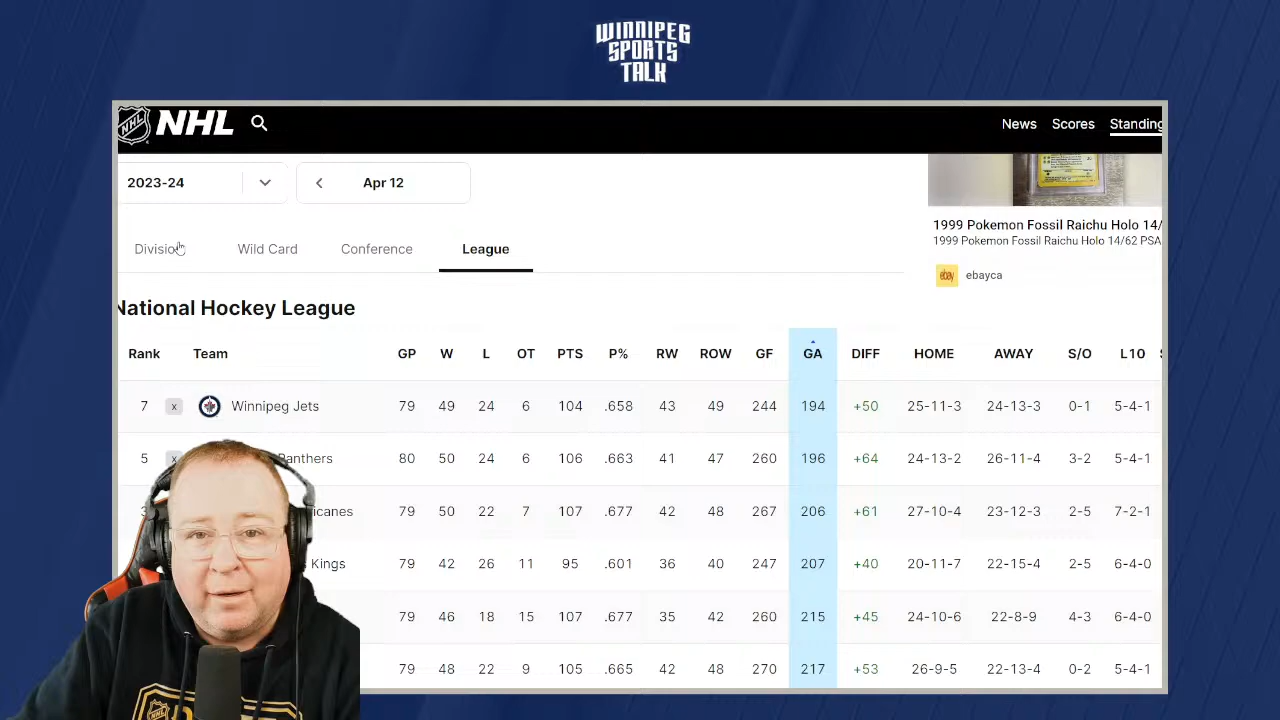 WINNIPEG
SPORTS
TALK
NHL NHL News Scores Standing
2023-24 Apr 12
Division Wild Card Conference League
1999 Pokemon Fossil Raichu Holo 14/
1999 Pokemon Fossil Raichu Holo 14/62 PSA
ebay ebayca
National Hockey League
Rank Team GP W L OT PTS P% RW ROW GF GA DIFF HOME AWAY S/O L10
7 x Winnipeg Jets 79 49 24 6 104 .658 43 49 244 194 +50 25-11-3 24-13-3 0-1 5-4-1
5 x Panthers 80 50 24 6 106 .663 41 47 260 196 +64 24-13-2 26-11-4 3-2 5-4-1
icanes 79 50 22 7 107 .677 42 48 267 206 +61 27-10-4 23-12-3 2-5 7-2-1
Kings 79 42 26 11 95 .601 36 40 247 207 +40 20-11-7 22-15-4 2-5 6-4-0
79 46 18 15 107 .677 35 42 260 215 +45 24-10-6 22-8-9 4-3 6-4-0
79 48 22 9 105 .665 42 48 270 217 +53 26-9-5 22-13-4 0-2 5-4-1
NHL